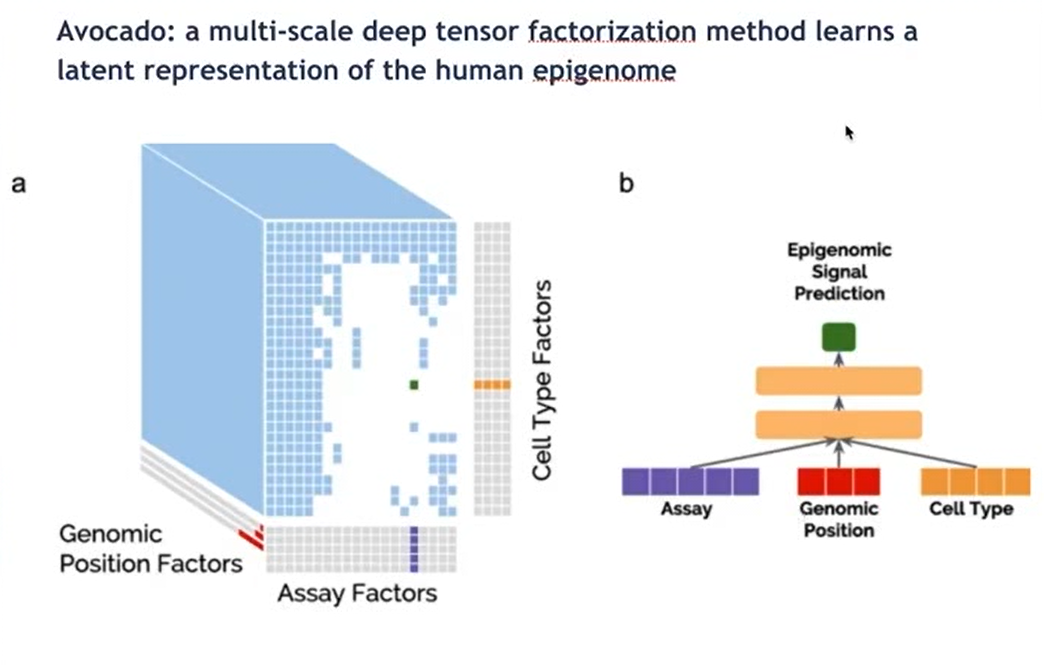 Avocado: a multi-scale deep tensor factorization method learns a
latent representation of the human epigenome
a
b
Cell Type Factors
Genomic
Position Factors
Assay Factors
Epigenomic
Signal
Prediction
Assay
Genomic
Position
Cell Type